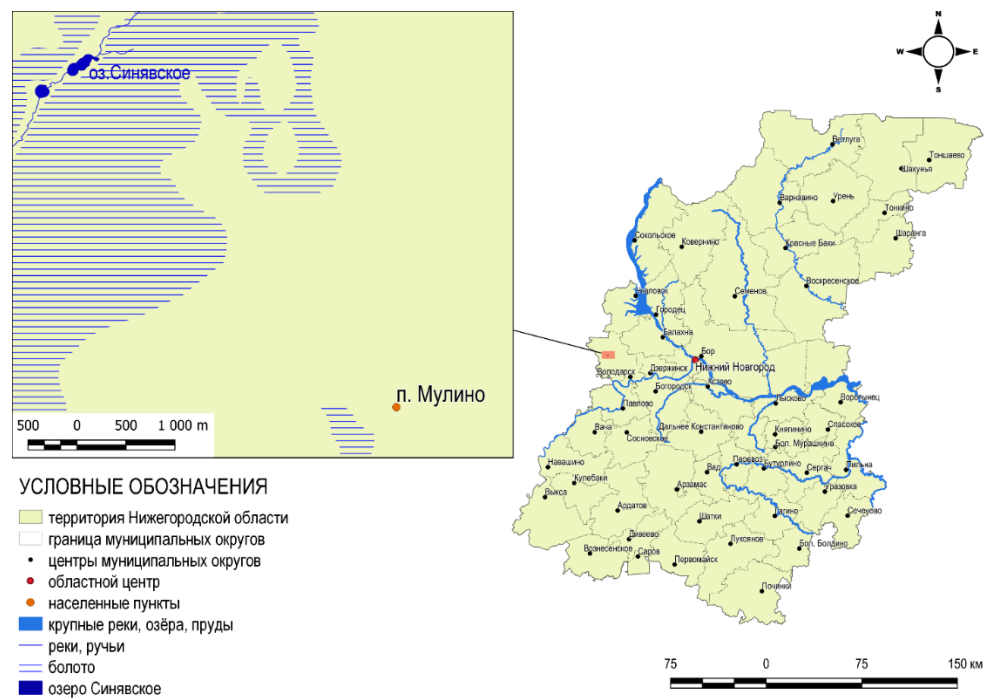 оз.Синявское
п. Мулино
500 0 500 1 000 m
N
W E
S
Ветлуга
Тоншаево
Шахунья
Варнавино
Урень
Тонкино
Шаранга
Сокольское
Ковернино
Красные Баки
Воскресенское
Чкаловск
Семенов
Городец
Балахна
Бор
Нижний Новгород
Володарск
Дзержинск
Богородск
Кстово
Павлово
Лысково
Воротынец
Вача
Сосновское
Дальнее Константиново
Княгинино
Спасское
Бол. Мурашкино
Навашино
Вад
Перевоз
Бутурлино
Сергач
Пильна
Кулебаки
Выкса
Арзамас
Уразовка
Ардатов
Шатки
Гагино
Сеченово
Дивеево
Вознесенское
Саров
Лукоянов
Бол. Болдино
Первомайск
Починки
УСЛОВНЫЕ ОБОЗНАЧЕНИЯ
территория Нижегородской области
граница муниципальных округов
центры муниципальных округов
областной центр
населенные пункты
крупные реки, озёра, пруды
реки, ручьи
болото
озеро Синявское
75 0 75 150 км